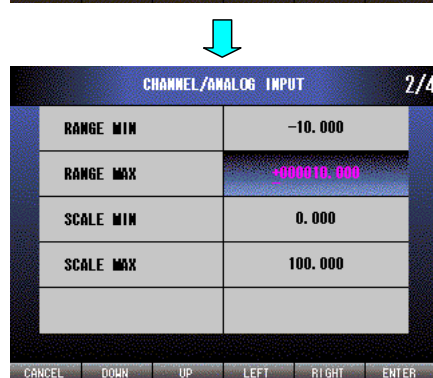 CHANNEL/ANALOG INPUT 2/4
RANGE MIN -10.000
RANGE MAX +000010.000
SCALE MIN 0.000
SCALE MAX 100.000
CANCEL DOWN UP LEFT RIGHT ENTER